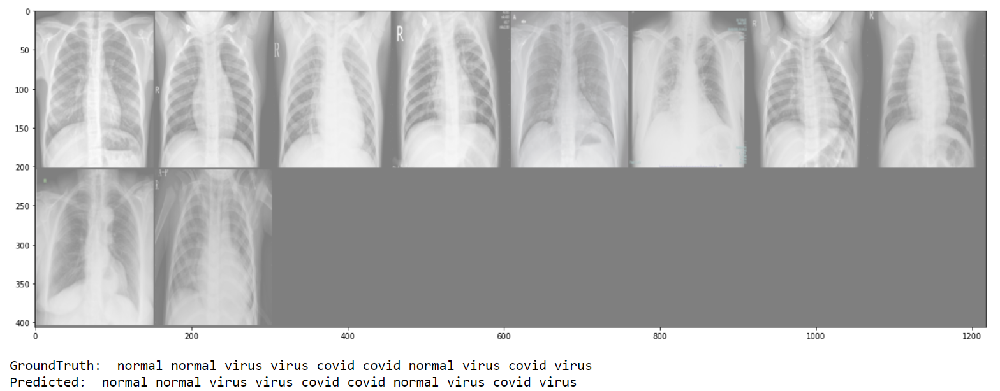 0
50
100
150
200
250
300
350
400
0 200 400 600 800 1000 1200
R
R
R
A
R
R
A-P
R
GroundTruth: normal normal virus virus covid covid normal virus covid virus
Predicted: normal normal virus virus covid covid normal virus covid virus